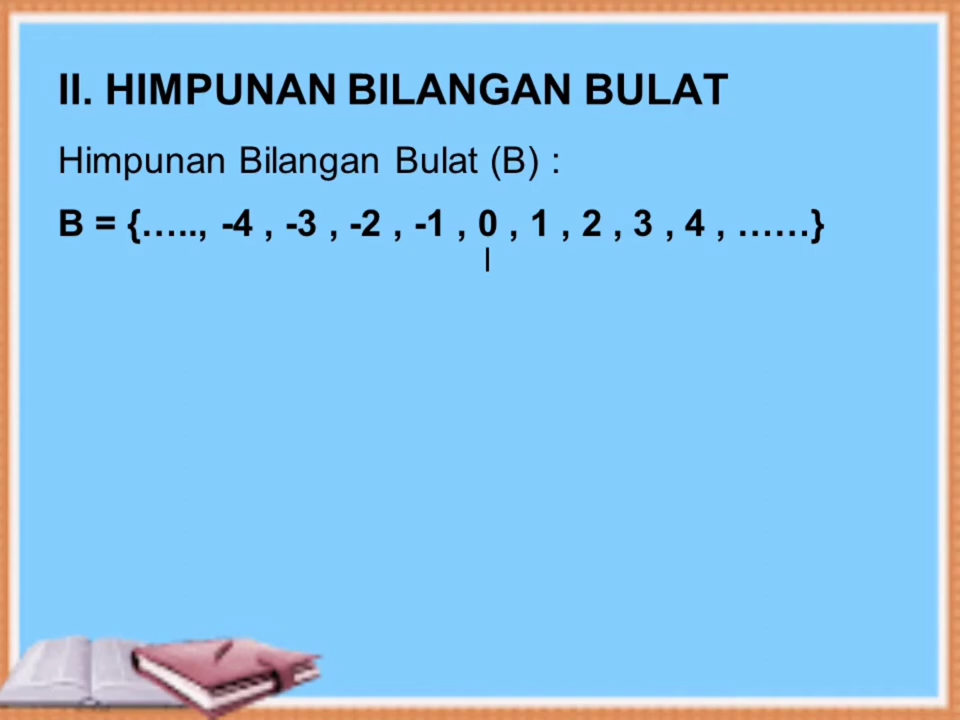 II. HIMPUNAN BILANGAN BULAT
Himpunan Bilangan Bulat (B) :
B = {….., -4 , -3 , -2 , -1 , 0 , 1 , 2 , 3 , 4 , ……}